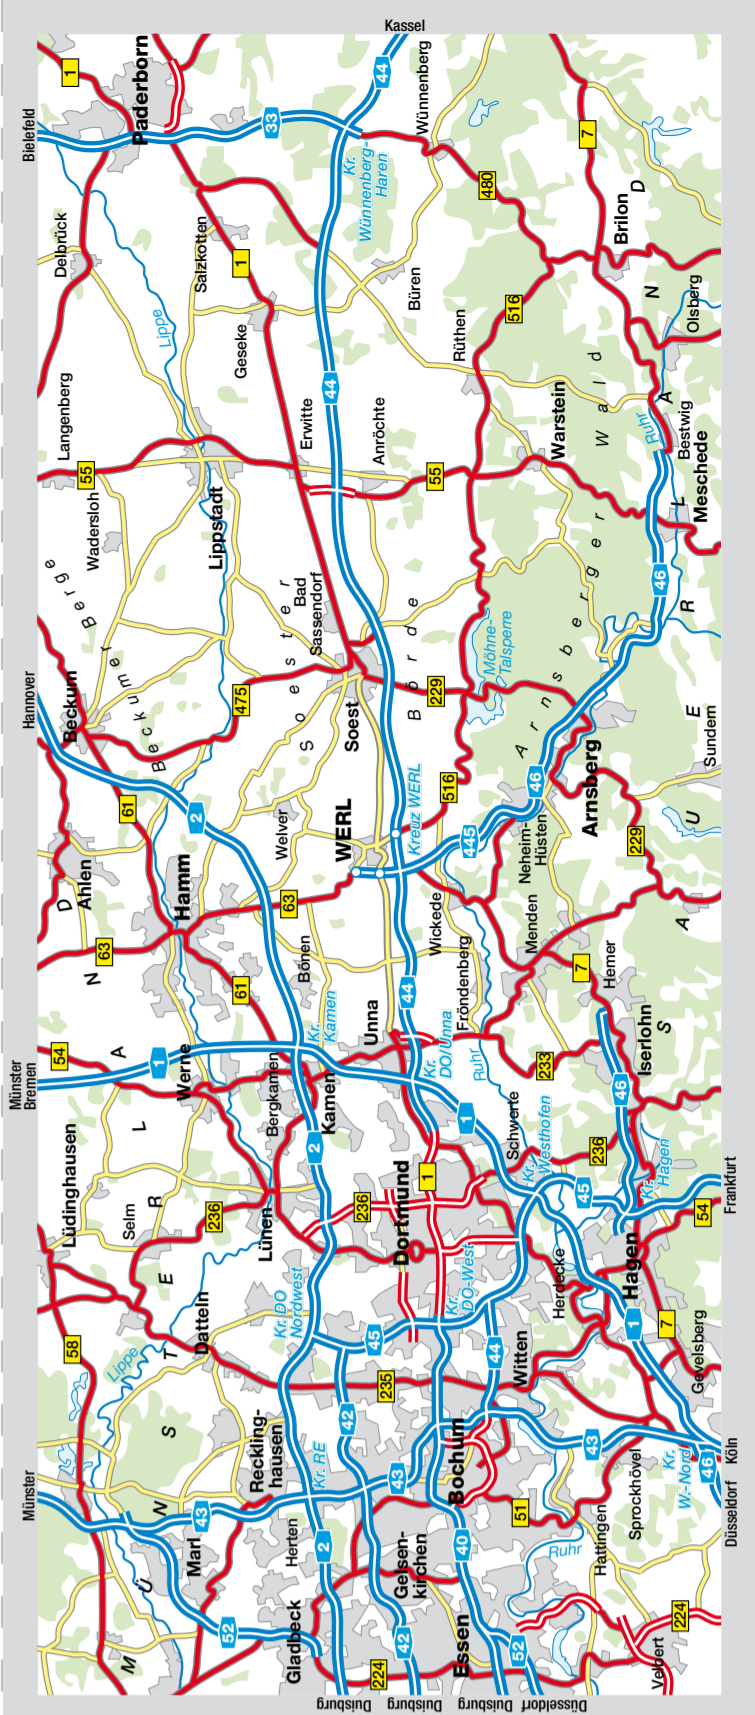 Kassel
Bielefeld
Hannover
Münster
Bremen
Münster
Duisburg
Duisburg
Duisburg
Düsseldorf
Düsseldorf
Köln
Frankfurt
1
Paderborn
33
44
Kr.
Wünnenberg-
Haren
Wünnenberg
7
480
Brilon
Delbrück
Salzkotten
1
Lippe
Geseke
Büren
Rüthen
516
Olsberg
Langenberg
55
Wadersloh
Lippstadt
Erwitte
44
Anröchte
55
Warstein
Ruhr
Bestwig
Meschede
46
Arnsberger Wald
Beckumer Berge
Beckum
475
Bad
Sassendorf
Soest
Soester Börde
229
Möhne-
Talsperre
61
2
Welver
WERL
Kreuz WERL
516
445
46
Neheim-
Hüsten
Arnsberg
229
Sundern
Ahlen
Hamm
63
63
61
Bönen
Wickede
Menden
Fröndenberg
7
Hemer
54
1
Werne
Kr.
Kamen
Unna
44
Kr.
DO/Unna
Ruhr
233
Iserlohn
46
Bergkamen
Kamen
2
1
Schwerte
Kr.
Westhofen
236
45
Kr.
Hagen
54
Lüdinghausen
Selm
236
Lünen
236
Dortmund
1
Herdecke
Hagen
Kr. DO
Nordwest
Kr.
DO-West
58
Lippe
Datteln
45
235
42
44
Witten
1
7
Gevelsberg
Reckling-
hausen
Kr. RE
43
Bochum
43
Kr.
W.-Nord
46
Sprockhövel
51
Hattingen
Ruhr
43
Marl
Herten
2
Gelsen-
kirchen
40
52
Gladbeck
42
224
Essen
52
Velbert
224
MÜNSTERLAND
SAUERLAND